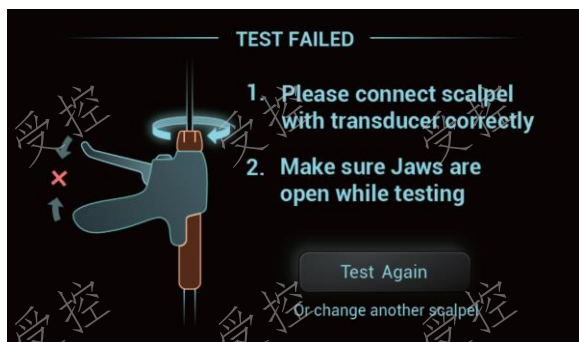 TEST FAILED
1. Please connect scalpel
with transducer correctly
2. Make sure Jaws are
open while testing
Test Again
Or change another scalpel
受控
受控
受控
受控
受控
受控